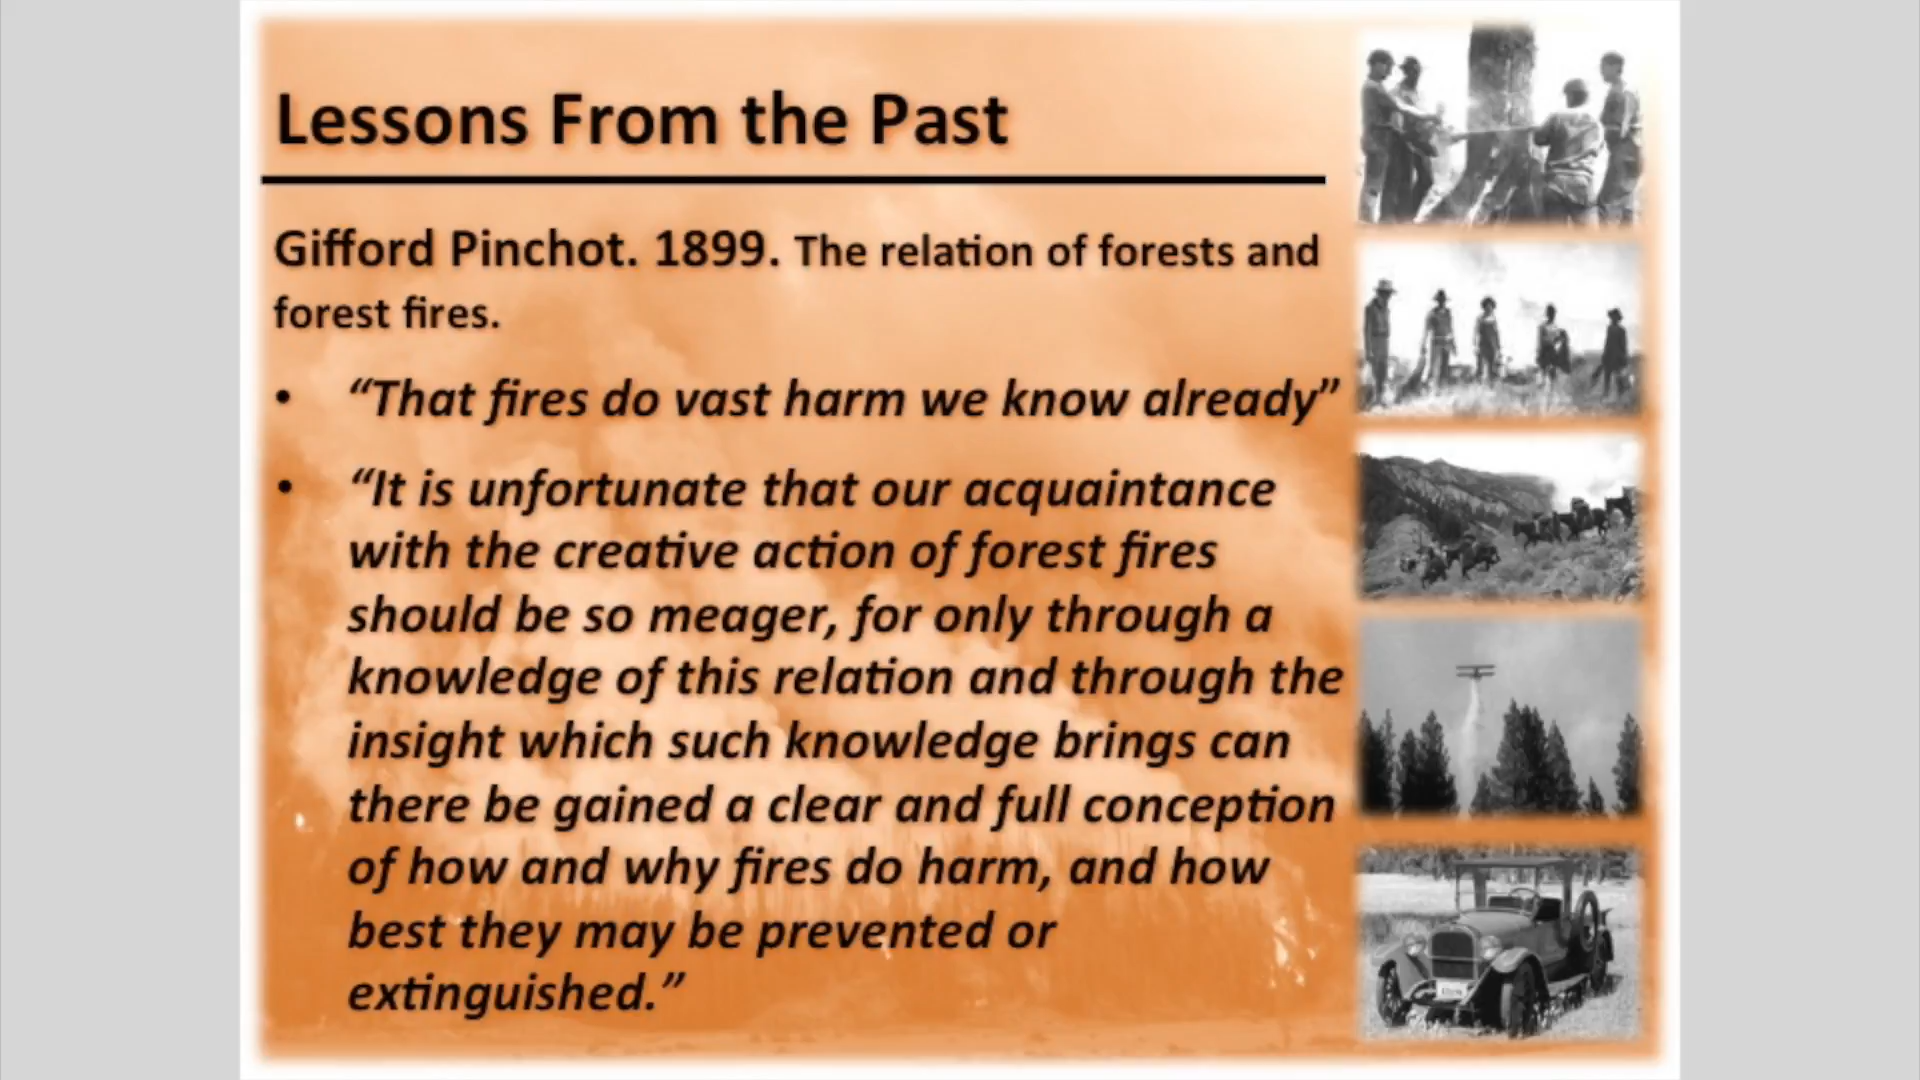 Lessons From the Past
Gifford Pinchot. 1899. The relation of forests and
forest fires.
• “That fires do vast harm we know already”
• “It is unfortunate that our acquaintance
with the creative action of forest fires
should be so meager, for only through a
knowledge of this relation and through the
insight which such knowledge brings can
there be gained a clear and full conception
of how and why fires do harm, and how
best they may be prevented or
extinguished.”